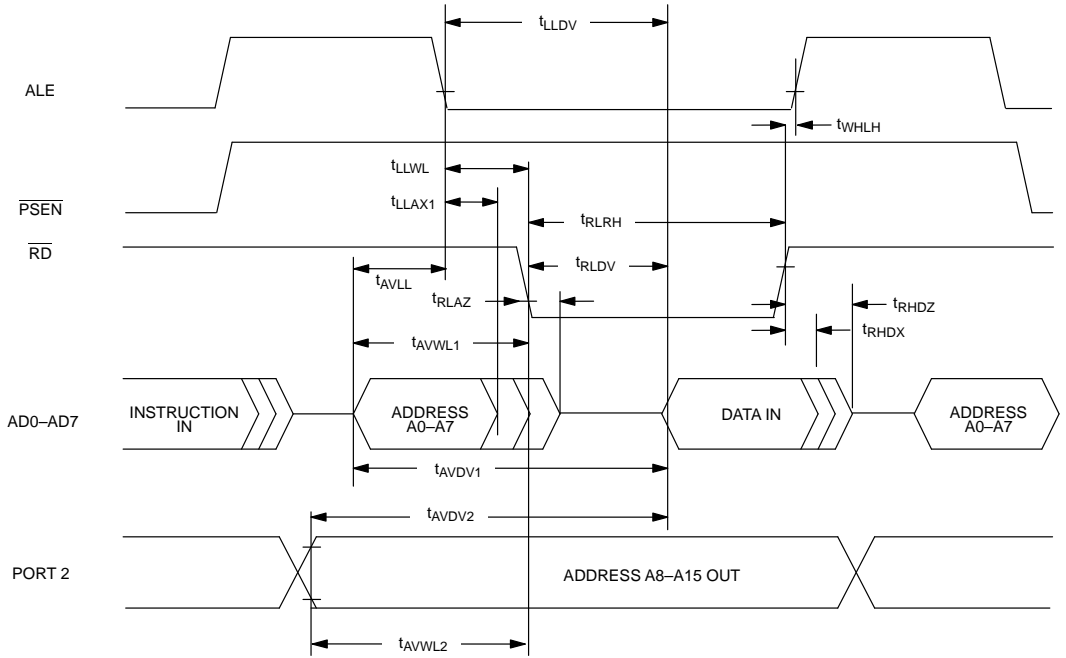 tLLDV
ALE
tWHLH
tLLWL
PSEN
tLLAX1
tRLRH
RD
tAVLL
tRLDV
tRLAZ
tRHDZ
tRHDX
tAVWL1
AD0–AD7
INSTRUCTION
IN
ADDRESS
A0–A7
DATA IN
ADDRESS
A0–A7
tAVDV1
tAVDV2
PORT 2
ADDRESS A8–A15 OUT
tAVWL2